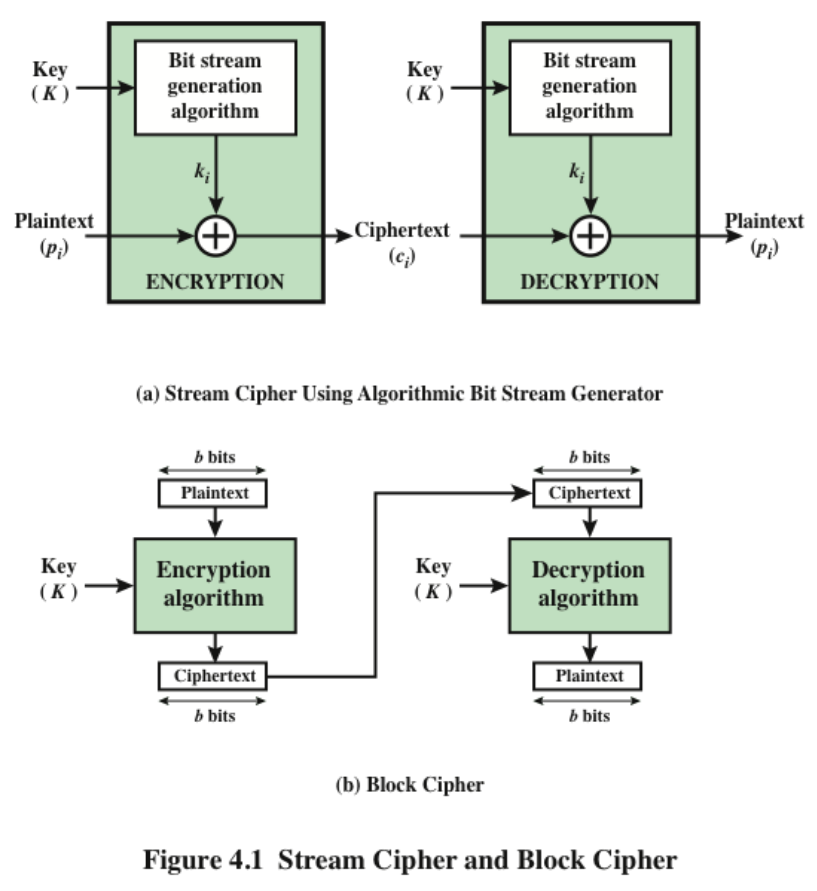 Key
(K)
Bit stream
generation
algorithm
k_i
Plaintext
(p_i)
ENCRYPTION
Ciphertext
(c_i)
Key
(K)
Bit stream
generation
algorithm
k_i
DECRYPTION
Plaintext
(p_i)
(a) Stream Cipher Using Algorithmic Bit Stream Generator
b bits
Plaintext
Key
(K)
Encryption
algorithm
Ciphertext
b bits
b bits
Ciphertext
Key
(K)
Decryption
algorithm
Plaintext
b bits
(b) Block Cipher
Figure 4.1 Stream Cipher and Block Cipher